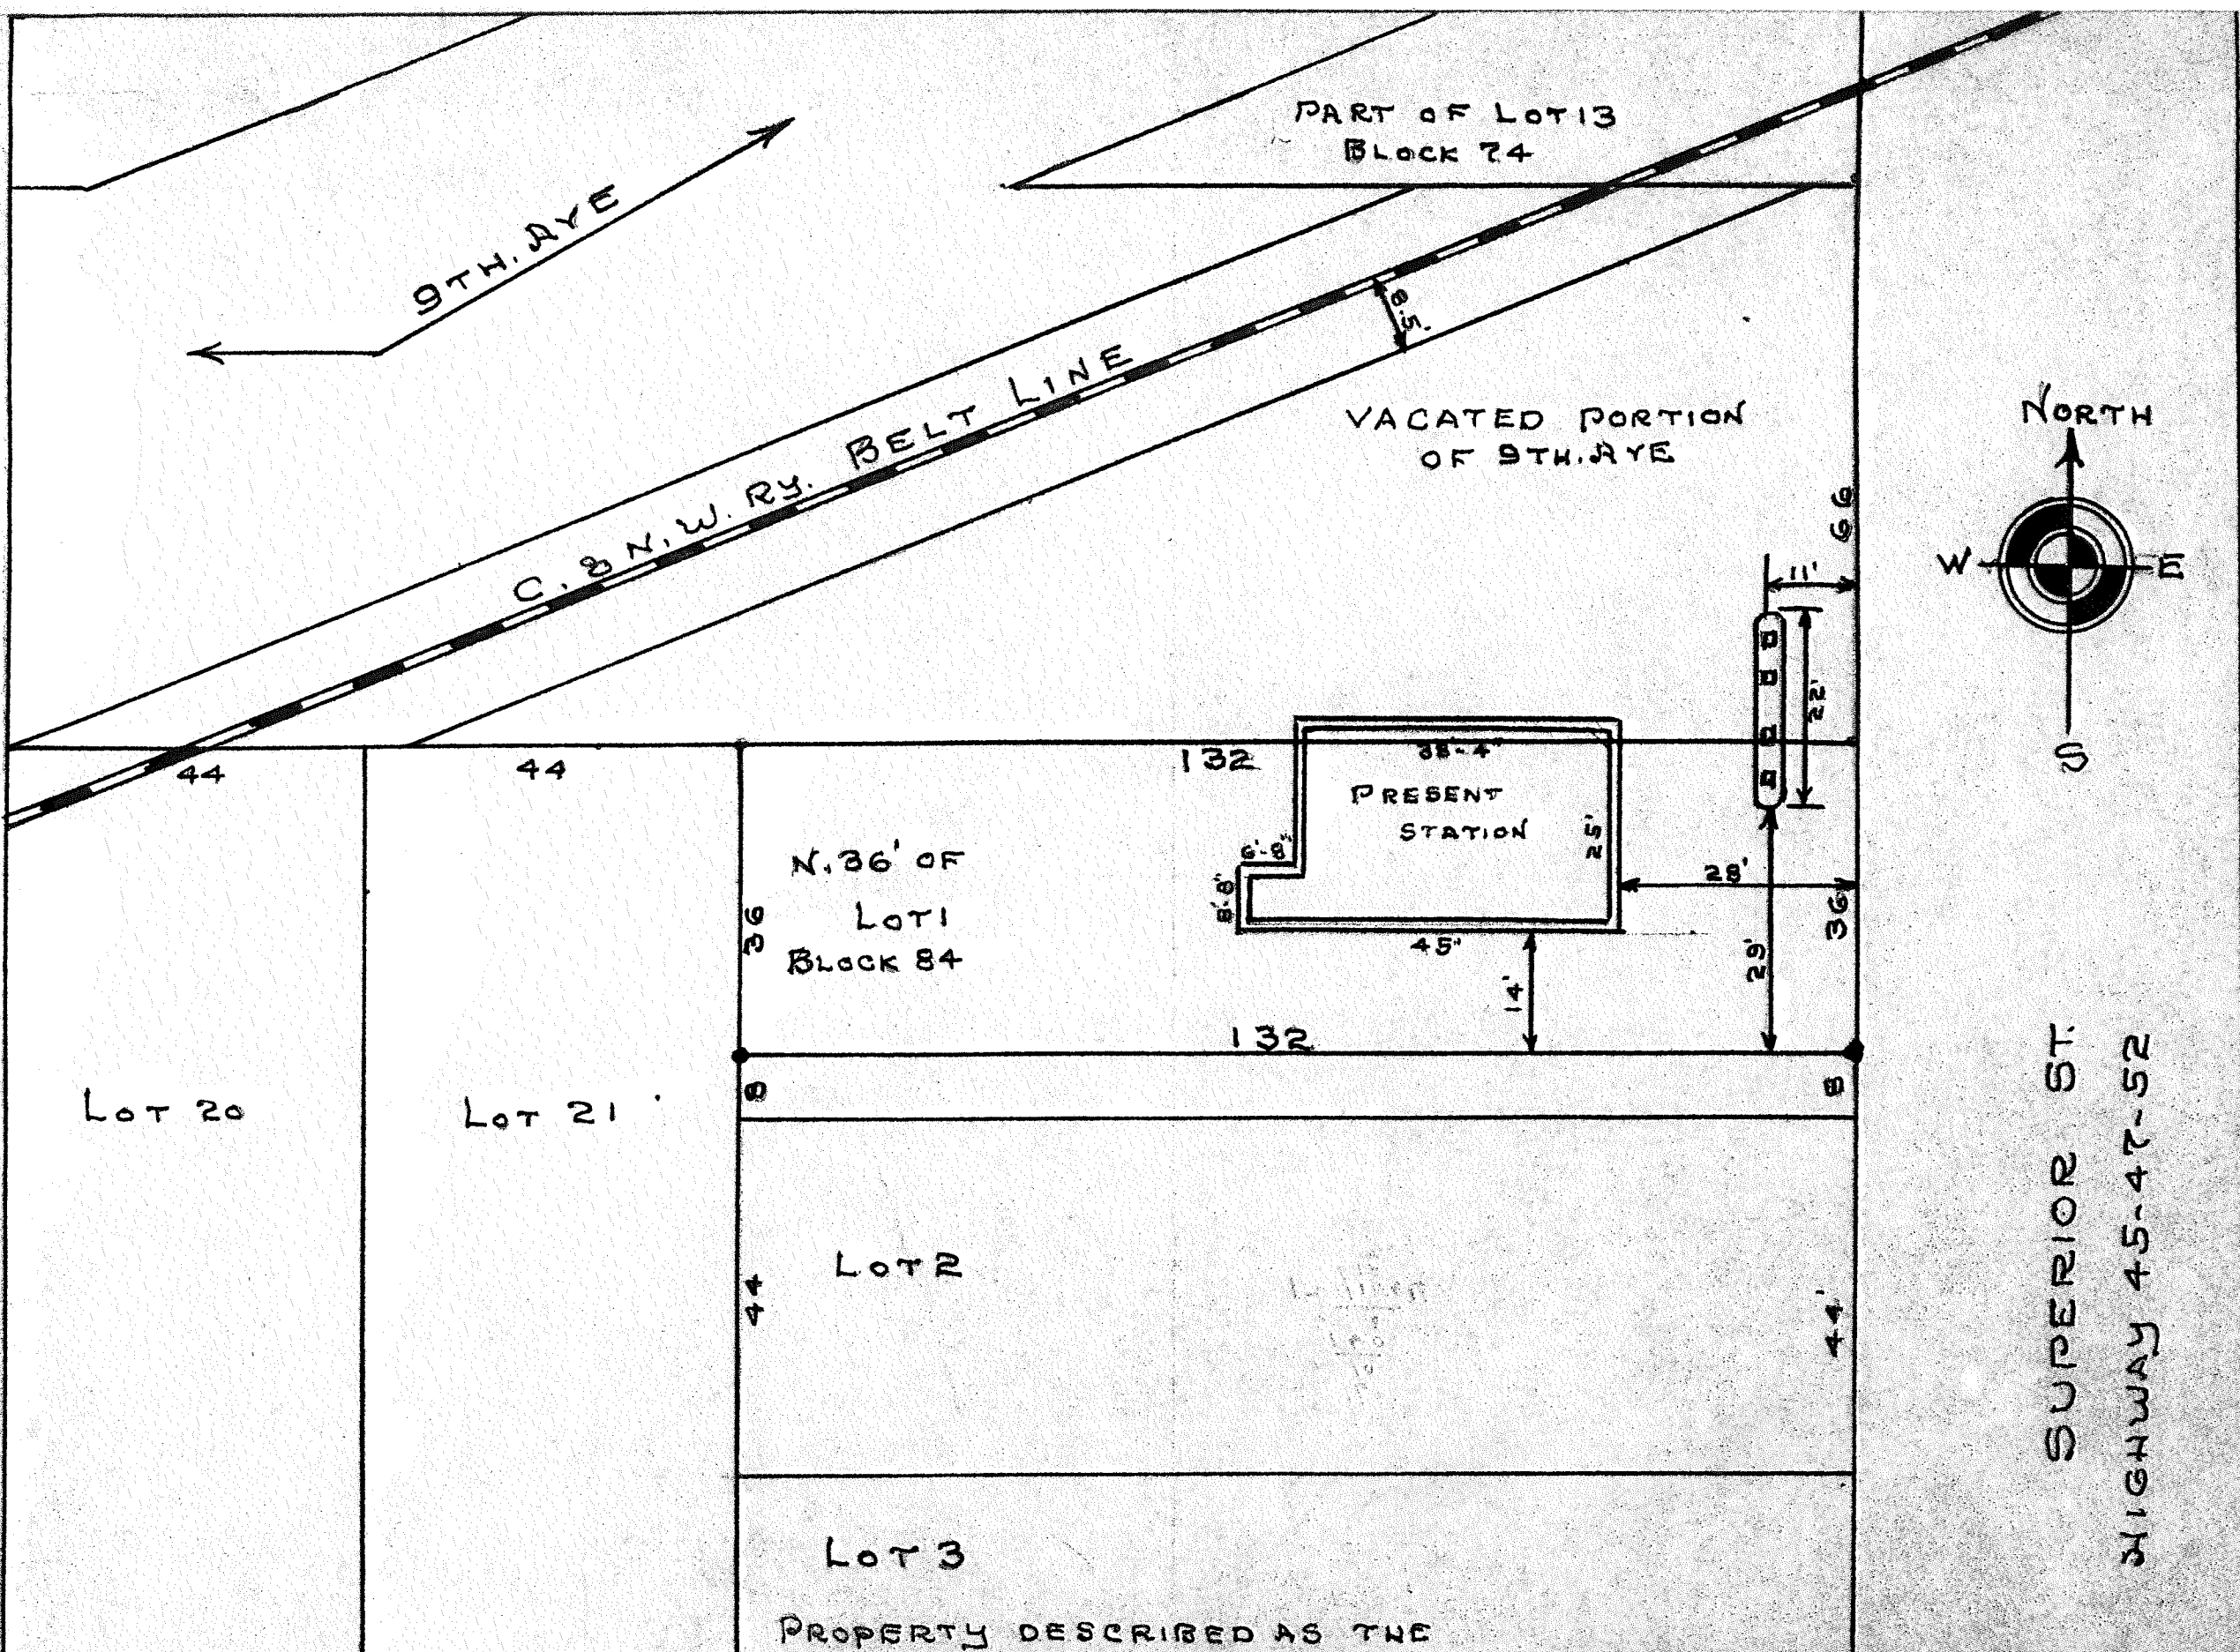 PART OF LOT 13
BLOCK 74
9TH. AVE
8.5'
C. & N. W. RY. BELT LINE
VACATED PORTION
OF 9TH. AVE
NORTH
W
E
S
66
11'
22'
44
44
132
38'-4"
PRESENT
STATION
25'
6'-8"
8'-8"
45'
28'
36
29'
14'
N. 36' OF
LOT 1
BLOCK 84
36
132
8
8
LOT 20
LOT 21
LOT 2
44
44'
SUPERIOR ST.
HIGHWAY 45-47-52
LOT 3
PROPERTY DESCRIBED AS THE